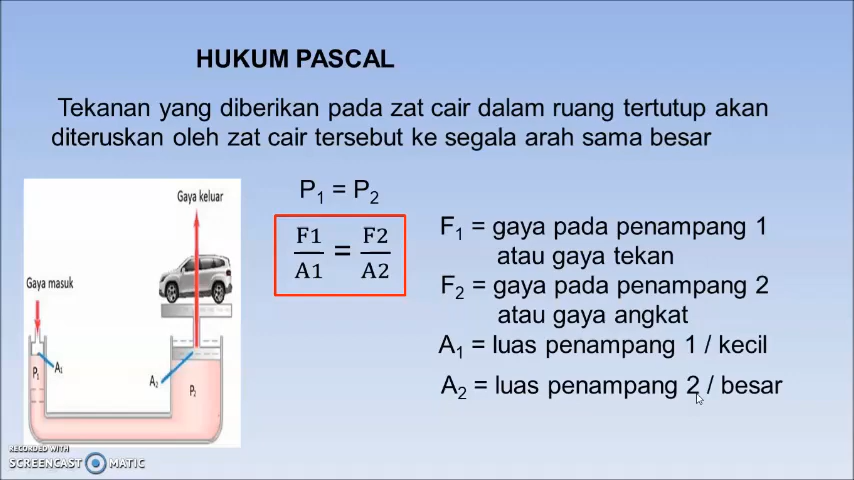 HUKUM PASCAL
Tekanan yang diberikan pada zat cair dalam ruang tertutup akan
diteruskan oleh zat cair tersebut ke segala arah sama besar
P₁ = P₂
F1/A1 = F2/A2
F₁ = gaya pada penampang 1
atau gaya tekan
F₂ = gaya pada penampang 2
atau gaya angkat
A₁ = luas penampang 1 / kecil
A₂ = luas penampang 2 / besar
Gaya keluar
Gaya masuk
P₁
A₁
A₂
P₂
RECORDED WITH
SCREENCAST MATIC